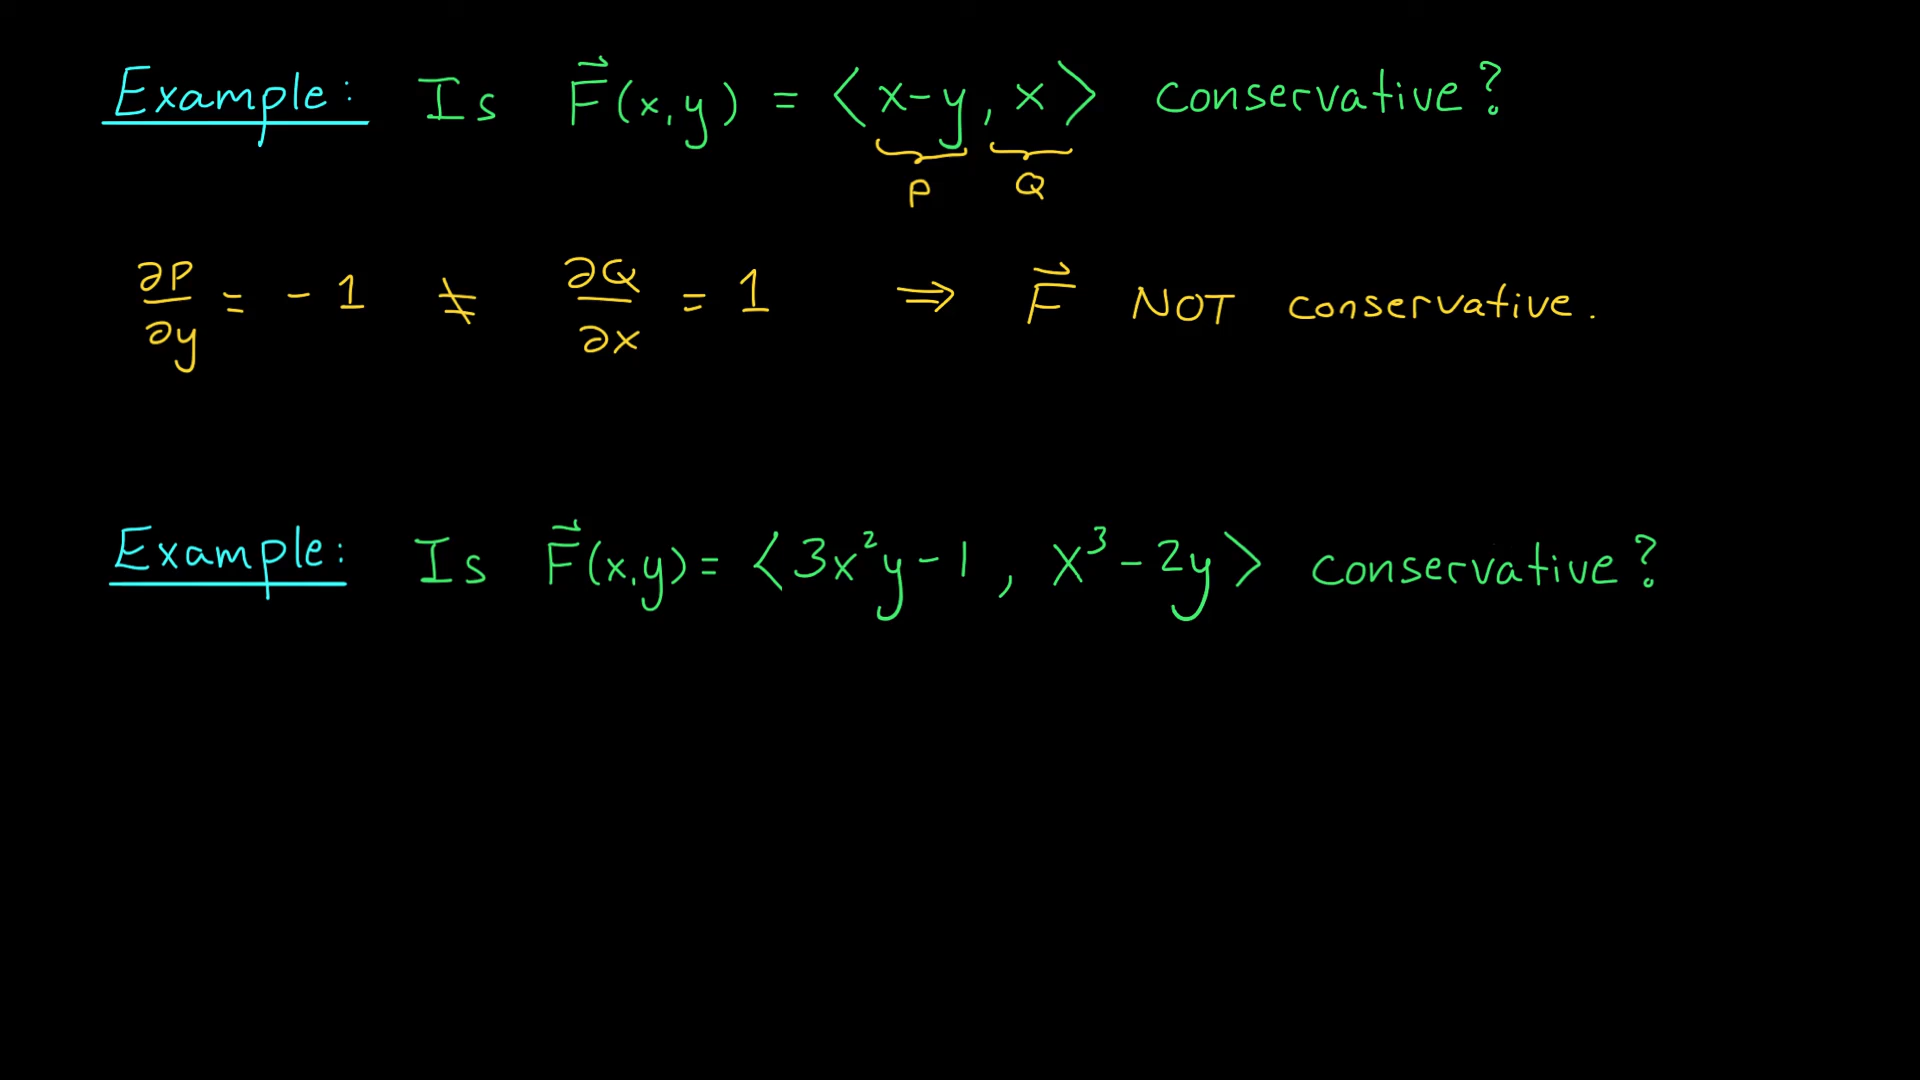 Example: Is F⃗(x,y) = ⟨x-y, x⟩ conservative?
P Q
∂P/∂y = -1 ≠ ∂Q/∂x = 1 ⇒ F⃗ NOT conservative.
Example: Is F⃗(x,y) = ⟨3x²y-1, x³-2y⟩ conservative?